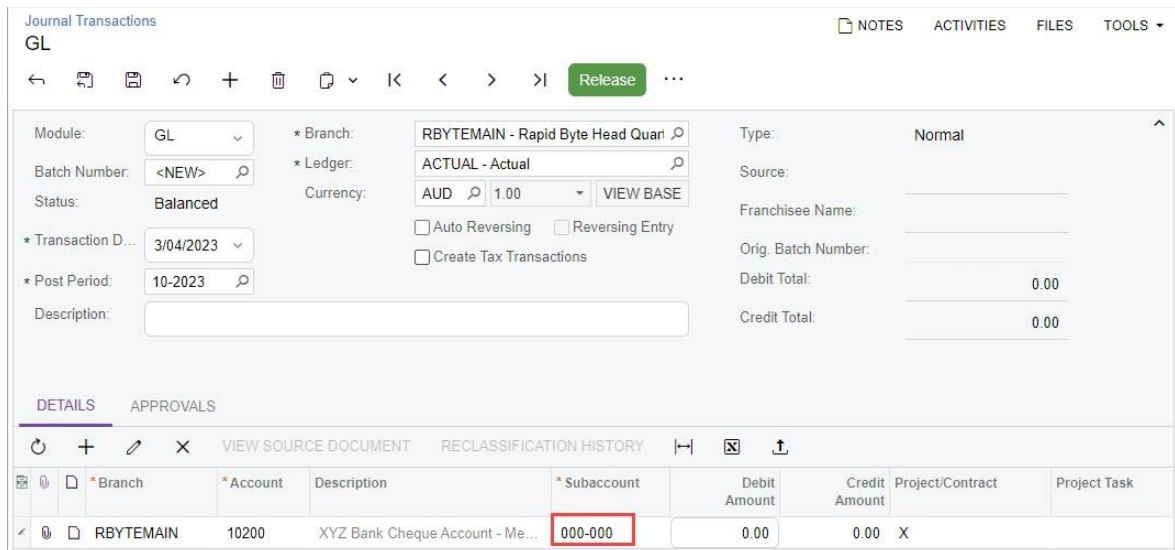 Journal Transactions
NOTES ACTIVITIES FILES TOOLS
GL
Release ...
Module: GL * Branch: RBYTEMAIN - Rapid Byte Head Quart Type: Normal
Batch Number: <NEW> * Ledger: ACTUAL - Actual Source:
Status: Balanced Currency: AUD 1.00 VIEW BASE
Franchisee Name:
* Transaction D... 3/04/2023 Auto Reversing Reversing Entry
Orig. Batch Number:
Create Tax Transactions
* Post Period: 10-2023 Debit Total: 0.00
Description: Credit Total: 0.00
DETAILS APPROVALS
VIEW SOURCE DOCUMENT RECLASSIFICATION HISTORY
* Branch * Account Description * Subaccount Debit Amount Credit Amount Project/Contract Project Task
RBYTEMAIN 10200 XYZ Bank Cheque Account - Me... 000-000 0.00 0.00 X